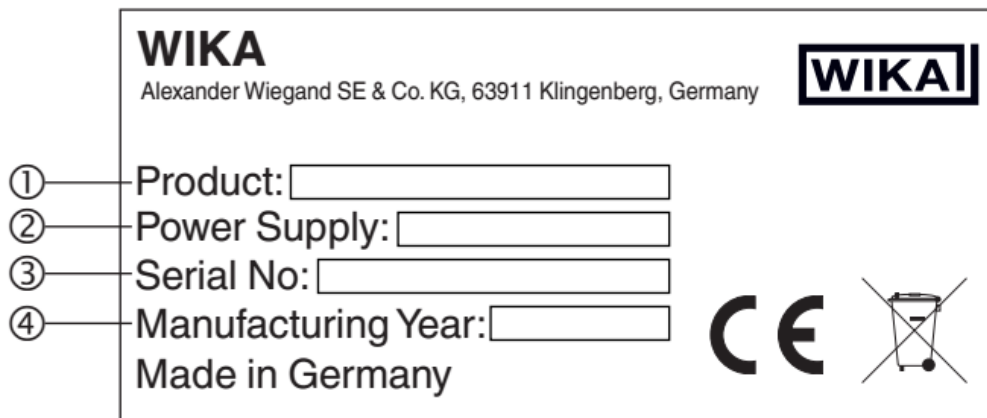 WIKA
Alexander Wiegand SE & Co. KG, 63911 Klingenberg, Germany
WIKA
① Product:
② Power Supply:
③ Serial No:
④ Manufacturing Year:
Made in Germany
CE